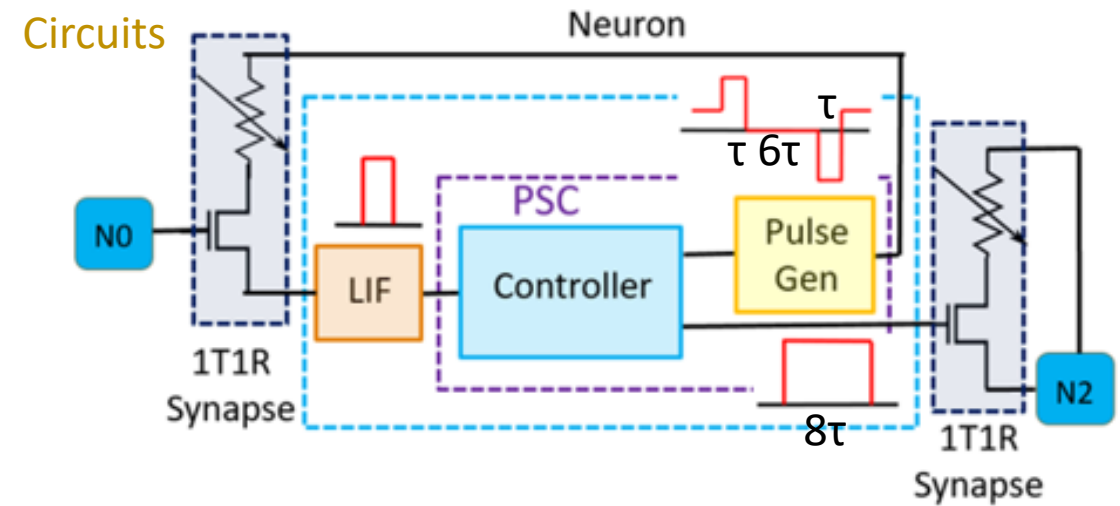 Circuits
Neuron
τ
τ 6τ
PSC
N0
LIF
Controller
Pulse
Gen
1T1R
Synapse
8τ
N2
1T1R
Synapse